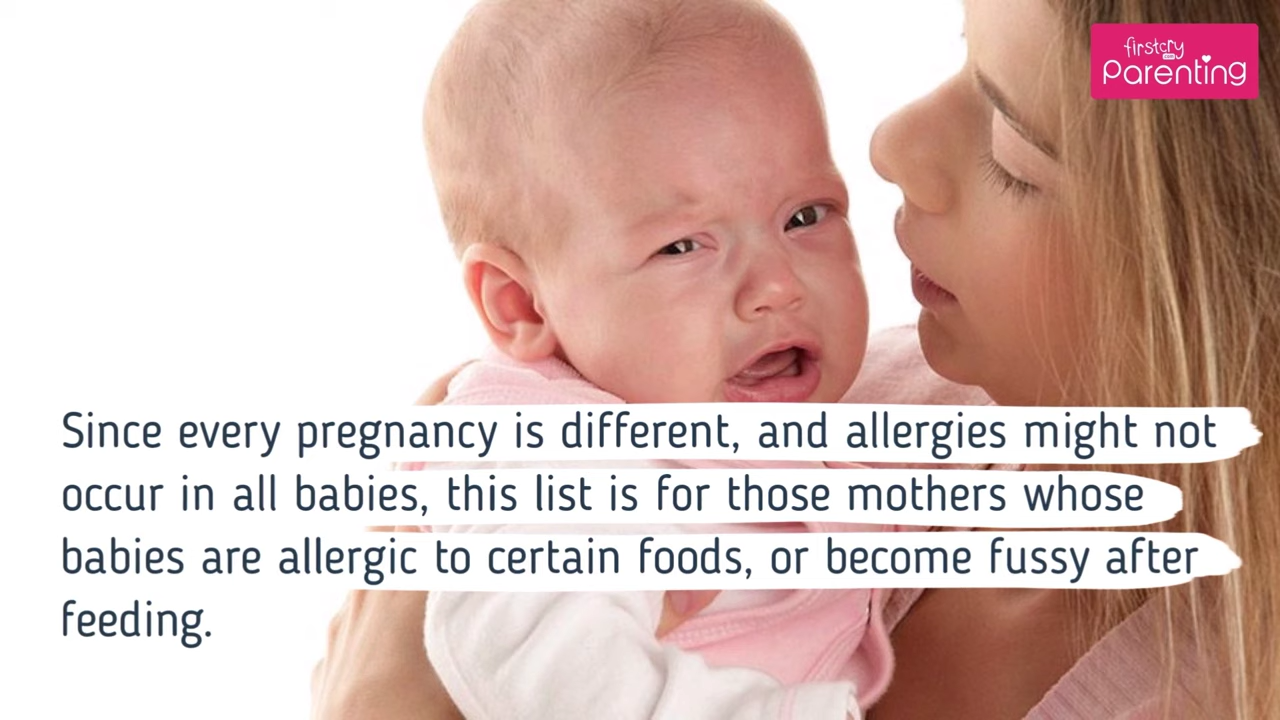 firstcry
.com
Parenting
Since every pregnancy is different, and allergies might not
occur in all babies, this list is for those mothers whose
babies are allergic to certain foods, or become fussy after
feeding.